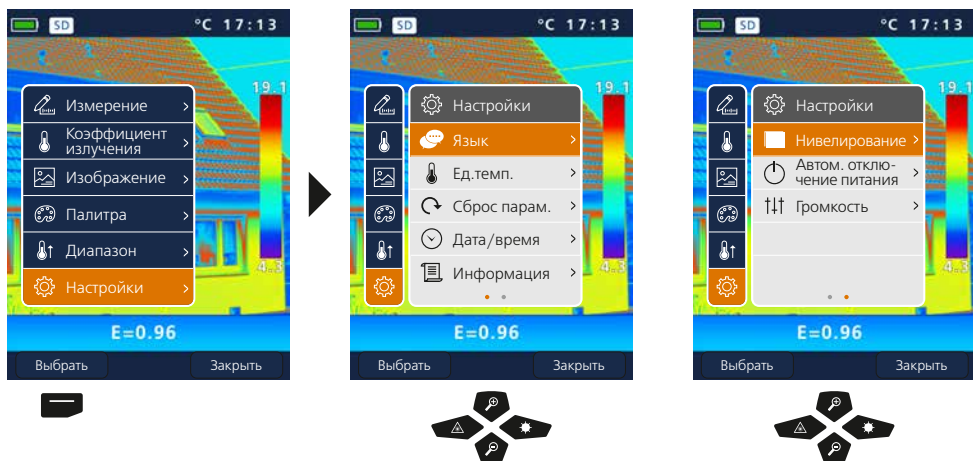 SD °C 17:13
19.1
Измерение
Коэффициент
излучения
Изображение
Палитра
Диапазон
4.3
Настройки
E=0.96
Выбрать Закрыть
SD °C 17:13
19.1
Настройки
Язык
Ед.темп.
Сброс парам.
Дата/время
4.3
Информация
E=0.96
Выбрать Закрыть
SD °C 17:13
19.1
Настройки
Нивелирование
Автом. отклю-
чение питания
Громкость
4.3
E=0.96
Выбрать Закрыть